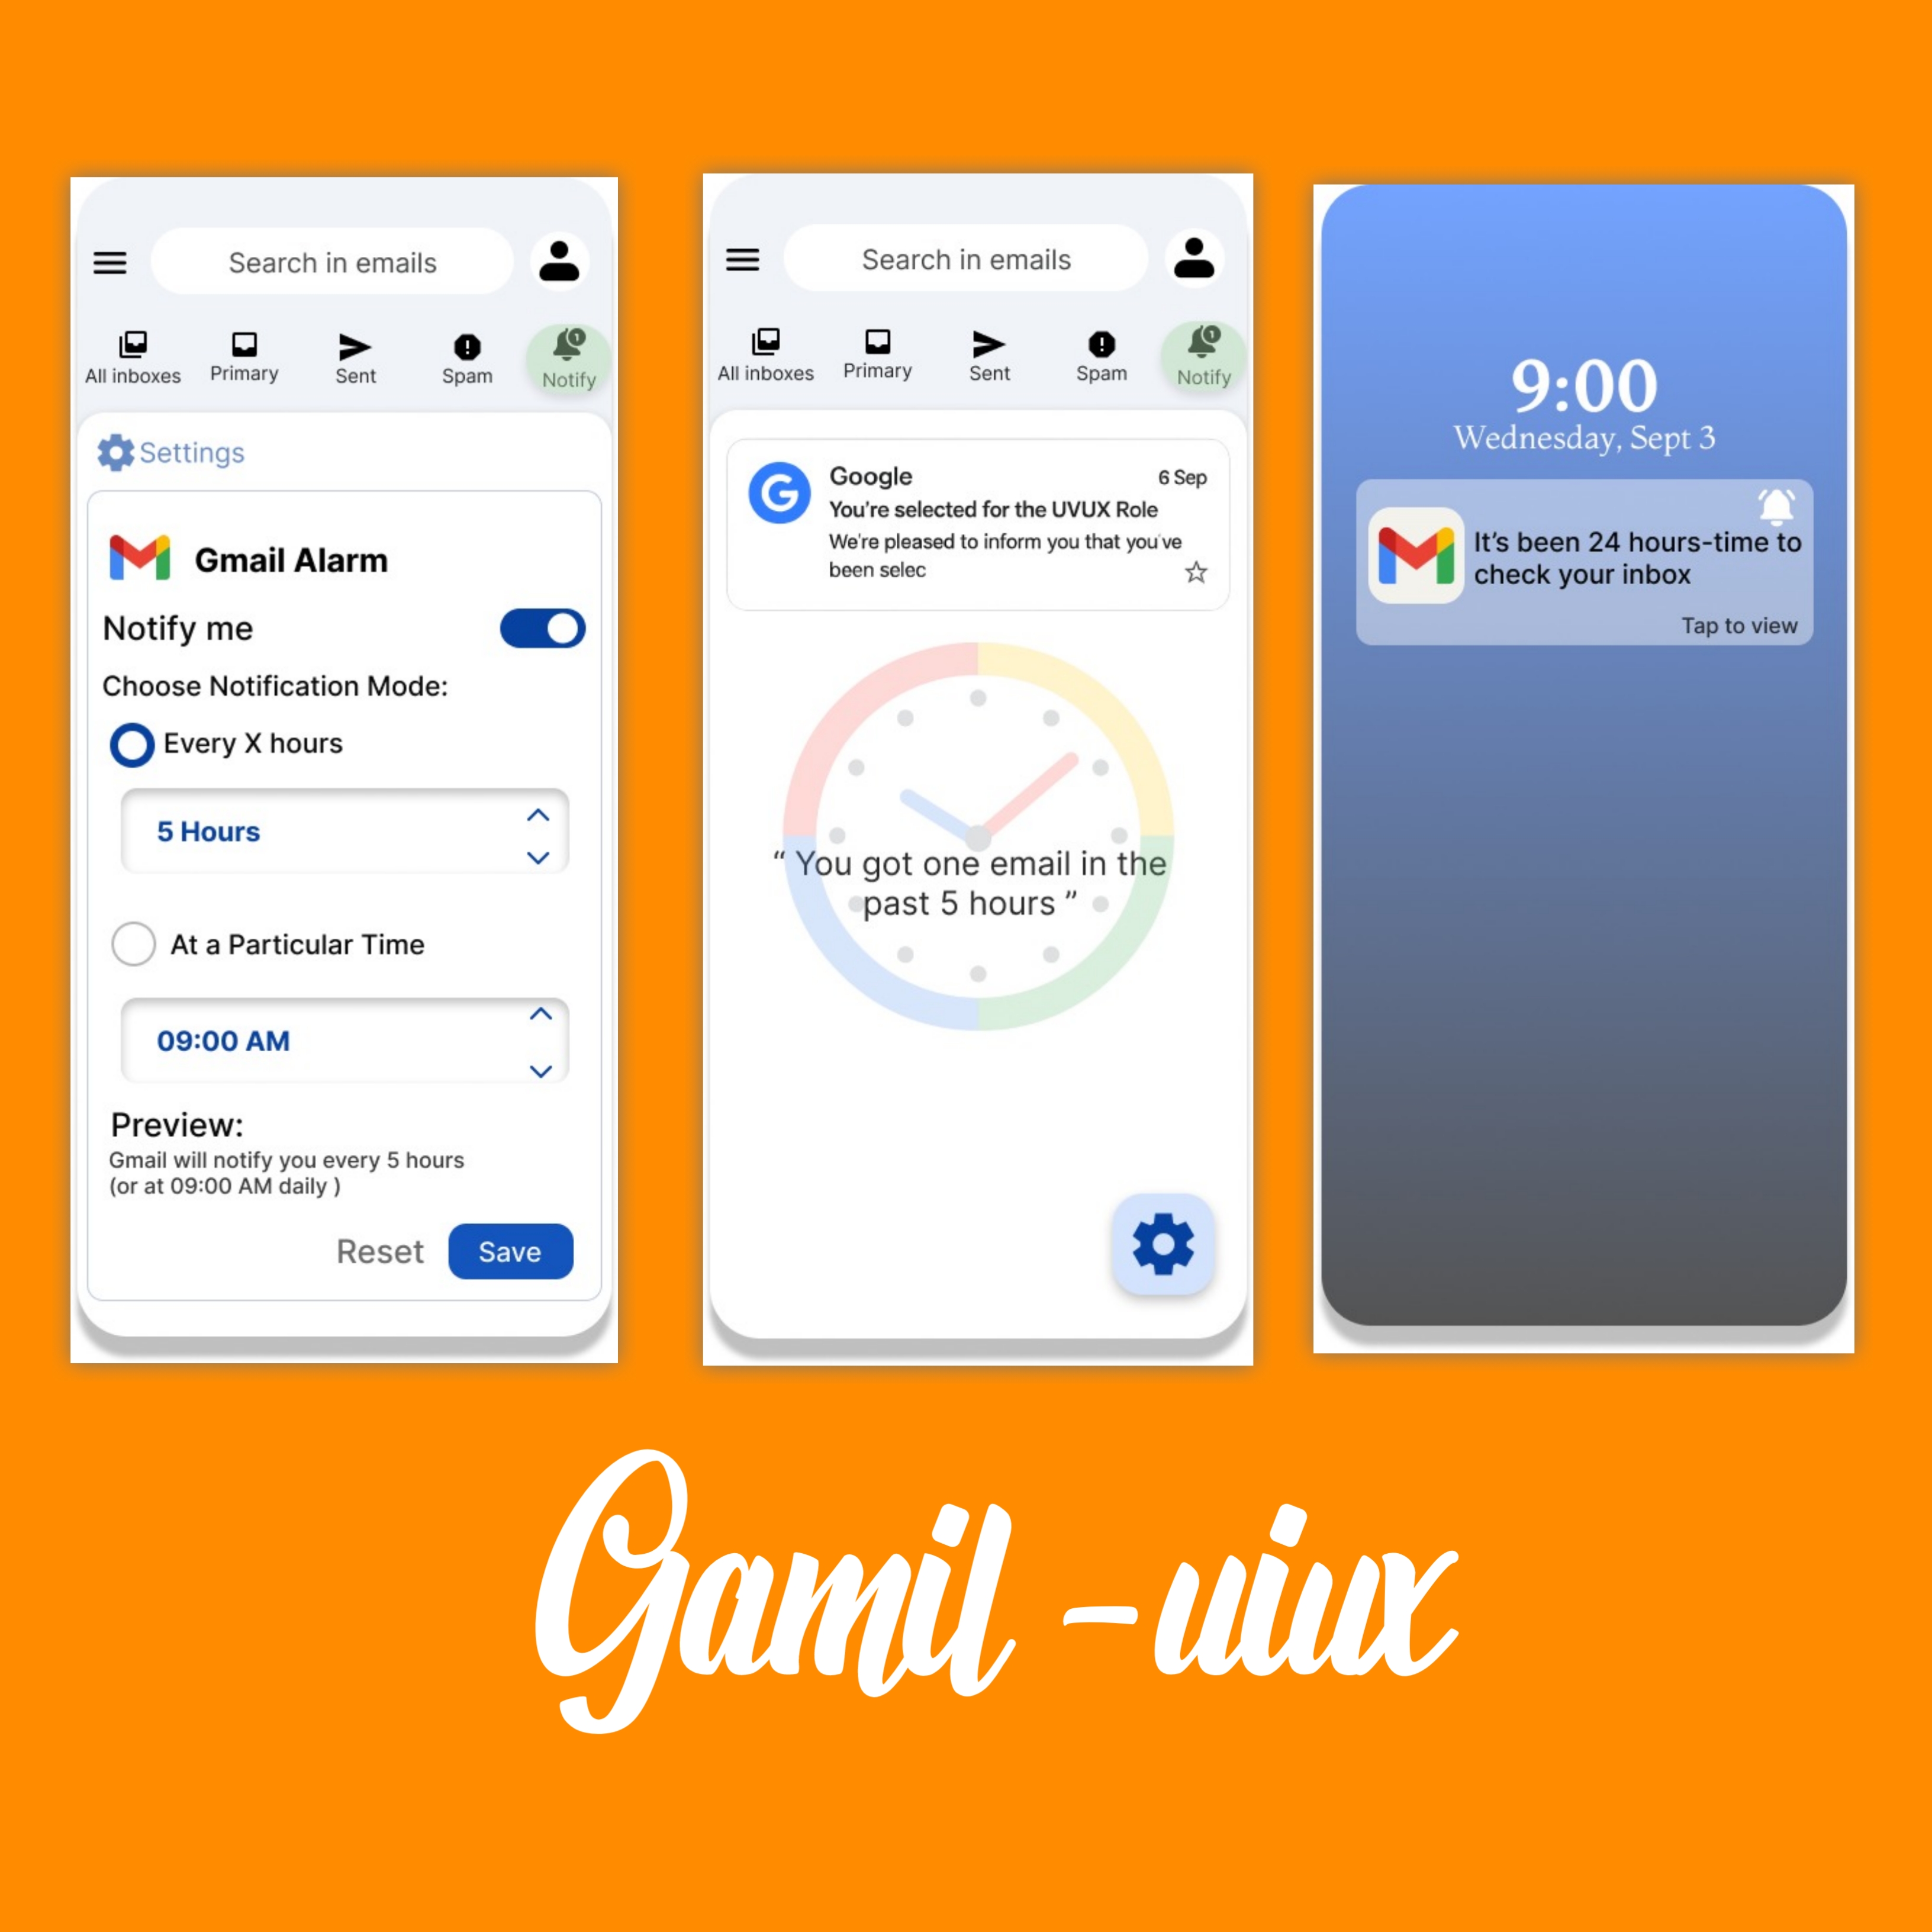 Search in emails
All inboxes
Primary
Sent
Spam
1
Notify
Settings
Gmail Alarm
Notify me
Choose Notification Mode:
Every X hours
5 Hours
At a Particular Time
09:00 AM
Preview:
Gmail will notify you every 5 hours
(or at 09:00 AM daily )
Reset
Save
Search in emails
All inboxes
Primary
Sent
Spam
1
Notify
G
Google
6 Sep
You're selected for the UVUX Role
We're pleased to inform you that you've
been selec
“ You got one email in the
past 5 hours ”
9:00
Wednesday, Sept 3
It’s been 24 hours-time to
check your inbox
Tap to view
Gamil -uiux